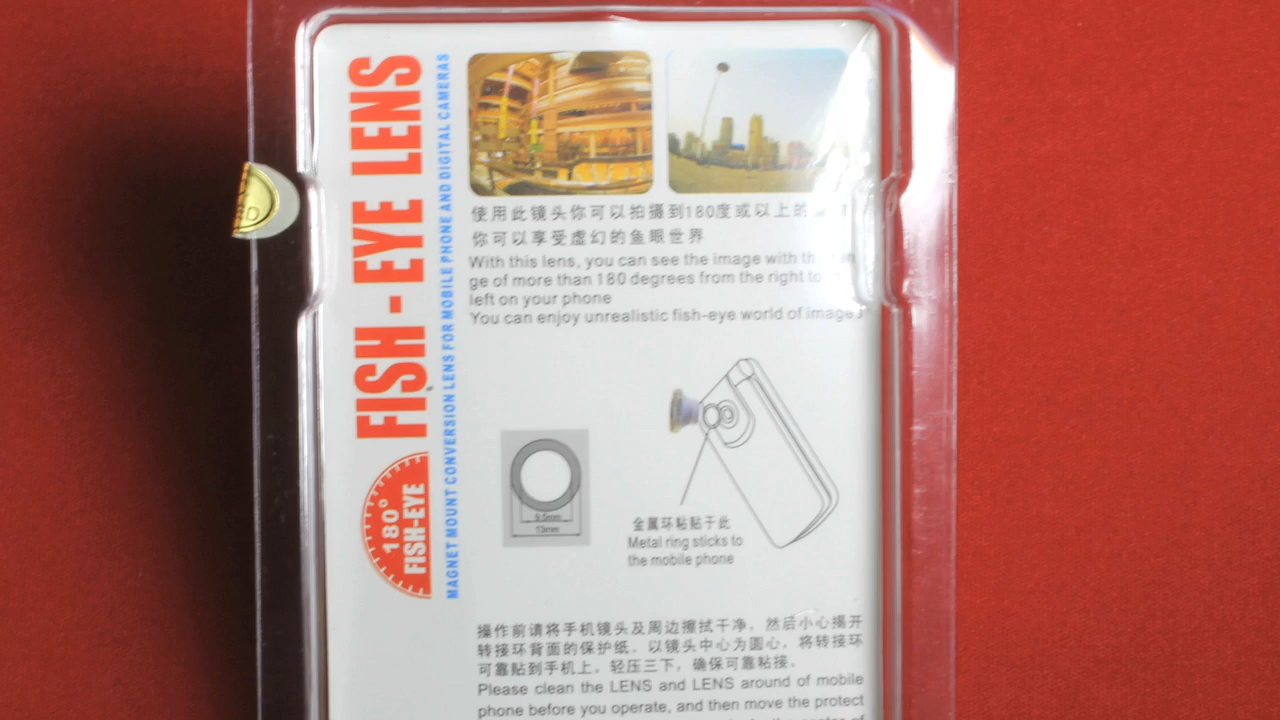 FISH-EYE LENS
MAGNET MOUNT CONVERSION LENS FOR MOBILE PHONE AND DIGITAL CAMERAS
180°
FISH-EYE
使用此镜头你可以拍摄到180度或以上的
你可以享受虚幻的鱼眼世界
With this lens, you can see the image with
ge of more than 180 degrees from the right to
left on your phone
You can enjoy unrealistic fish-eye world of images
9.5mm
13mm
金属环粘贴于此
Metal ring sticks to
the mobile phone
操作前请将手机镜头及周边擦拭干净，然后小心揭开
转接环背面的保护纸，以镜头中心为圆心，将转接环
可靠贴到手机上，轻压三下，确保可靠粘接。
Please clean the LENS and LENS around of mobile
phone before you operate, and then move the protect